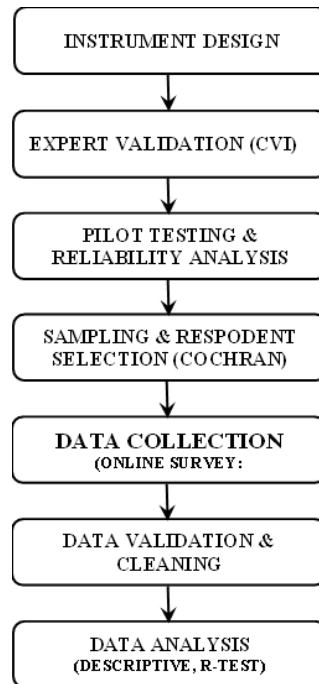 INSTRUMENT DESIGN
EXPERT VALIDATION (CVI)
PILOT TESTING &
RELIABILITY ANALYSIS
SAMPLING & RESPODENT
SELECTION (COCHRAN)
DATA COLLECTION
(ONLINE SURVEY:
DATA VALIDATION &
CLEANING
DATA ANALYSIS
(DESCRIPTIVE, R-TEST)